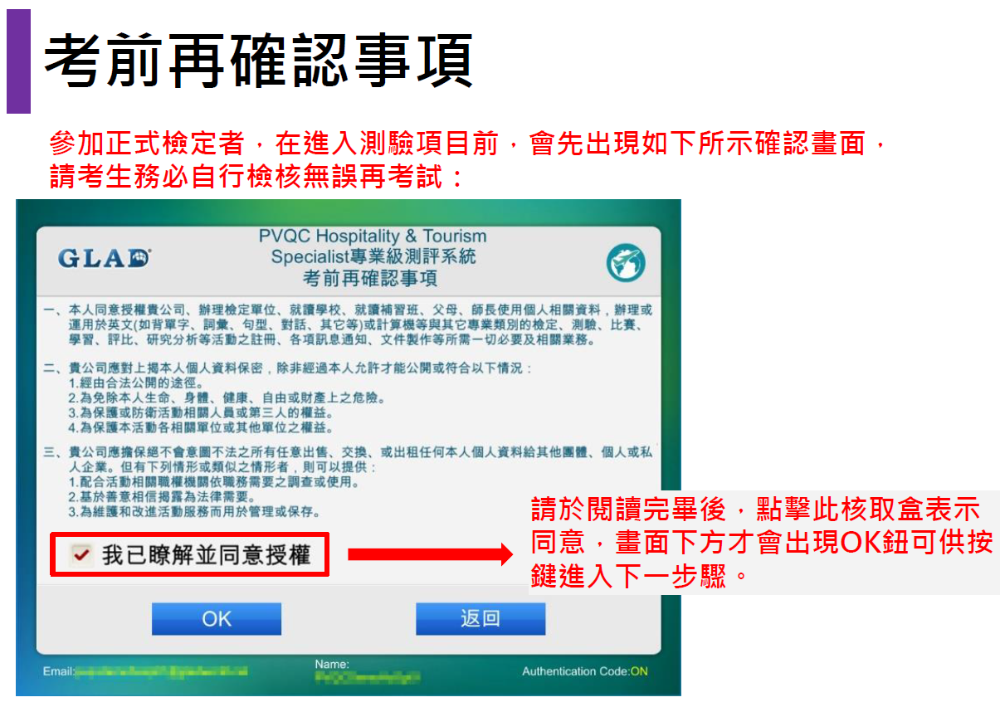 考前再確認事項
參加正式檢定者，在進入測驗項目前，會先出現如下所示確認畫面，
請考生務必自行檢核無誤再考試：
GLAD
PVQC Hospitality & Tourism
Specialist專業級測評系統
考前再確認事項
一、本人同意授權貴公司、辦理檢定單位、就讀學校、就讀補習班、父母、師長使用個人相關資料，辦理或
運用於英文(如背單字、詞彙、句型、對話、其它等)或計算機等與其它專業類別的檢定、測驗、比賽、
學習、評比、研究分析等活動之註冊、各項訊息通知、文件製作等所需一切必要及相關業務。
二、貴公司應對上揭本人個人資料保密，除非經過本人允許才能公開或符合以下情況：
1.經由合法公開的途徑。
2.為免除本人生命、身體、健康、自由或財產上之危險。
3.為保護或防衛活動相關人員或第三人的權益。
4.為保護本活動各相關單位或其他單位之權益。
三、貴公司應擔保絕不會意圖不法之所有任意出售、交換、或出租任何本人個人資料給其他團體、個人或私
人企業。但有下列情形或類似之情形者，則可以提供：
1.配合活動相關職權機關依職務需要之調查或使用。
2.基於善意相信揭露為法律需要。
3.為維護和改進活動服務而用於管理或保存。
我已瞭解並同意授權
請於閱讀完畢後，點擊此核取盒表示
同意，畫面下方才會出現OK鈕可供按
鍵進入下一步驟。
OK
返回
Email:
Name:
Authentication Code:ON